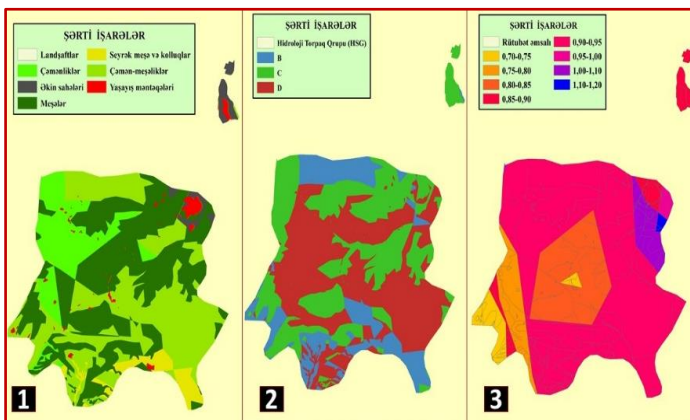 ŞƏRTİ İŞARƏLƏR
Landşaftlar
Çəmənliklər
Əkin sahələri
Meşələr
Seyrək meşə və kolluqlar
Çəmən-meşəliklər
Yaşayış məntəqələri
1
ŞƏRTİ İŞARƏLƏR
Hidroloji Torpaq Qrupu (HSG)
B
C
D
2
ŞƏRTİ İŞARƏLƏR
Rütubət əmsalı
0,70-0,75
0,75-0,80
0,80-0,85
0,85-0,90
0,90-0,95
0,95-1,00
1,00-1,10
1,10-1,20
3